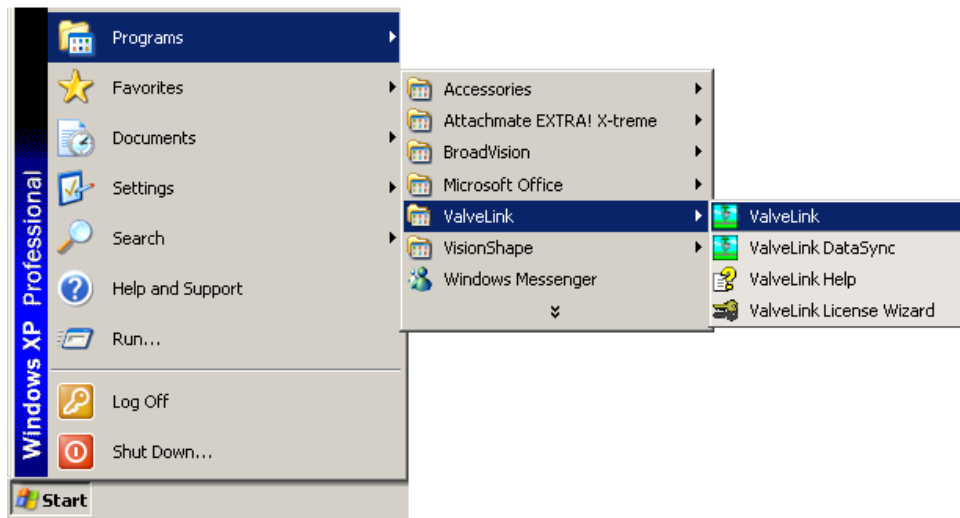 Programs
Favorites
Documents
Settings
Search
Help and Support
Run...
Log Off
Shut Down...
Windows XP Professional
Start
Accessories
Attachmate EXTRA! X-treme
BroadVision
Microsoft Office
ValveLink
VisionShape
Windows Messenger
ValveLink
ValveLink DataSync
ValveLink Help
ValveLink License Wizard